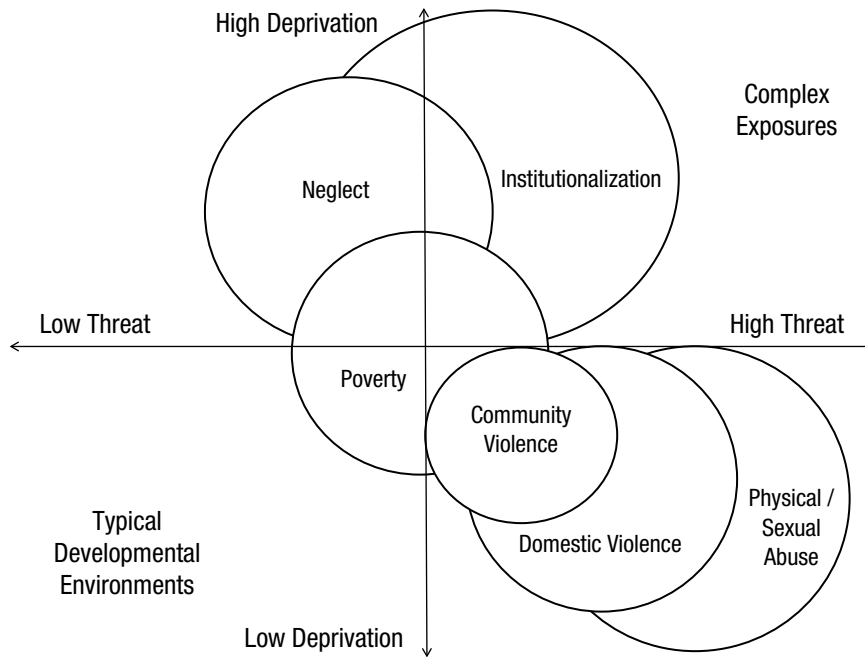 High Deprivation
Complex
Exposures
Neglect
Institutionalization
Low Threat
High Threat
Poverty
Community
Violence
Physical /
Sexual
Abuse
Typical
Developmental
Environments
Domestic Violence
Low Deprivation